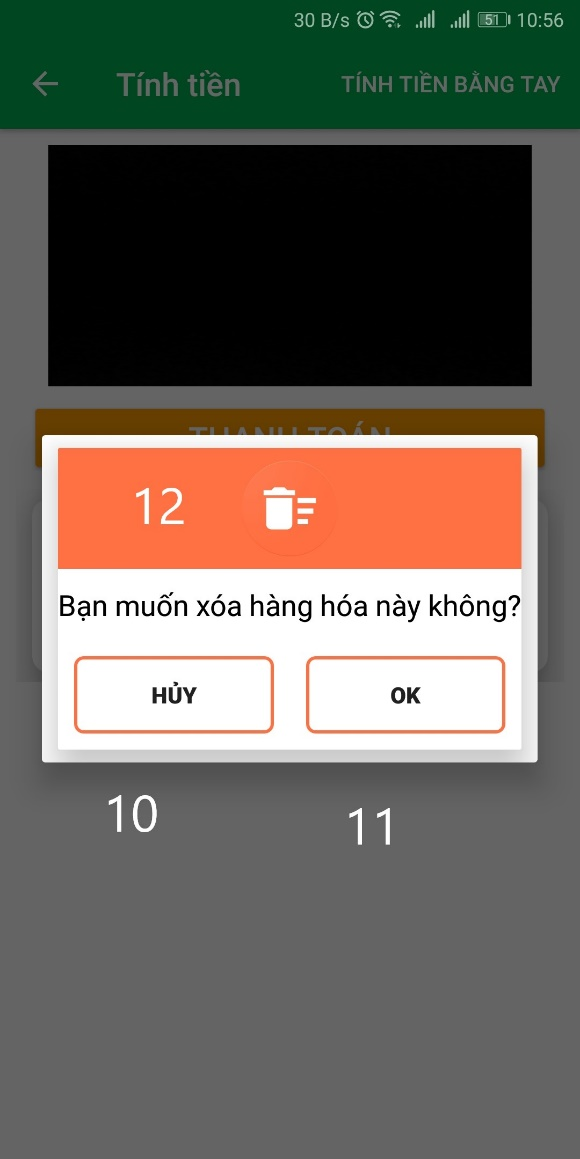 30 B/s 51 10:56
Tính tiền TÍNH TIỀN BẰNG TAY
THANH TOÁN
12
Bạn muốn xóa hàng hóa này không?
HỦY OK
10 11